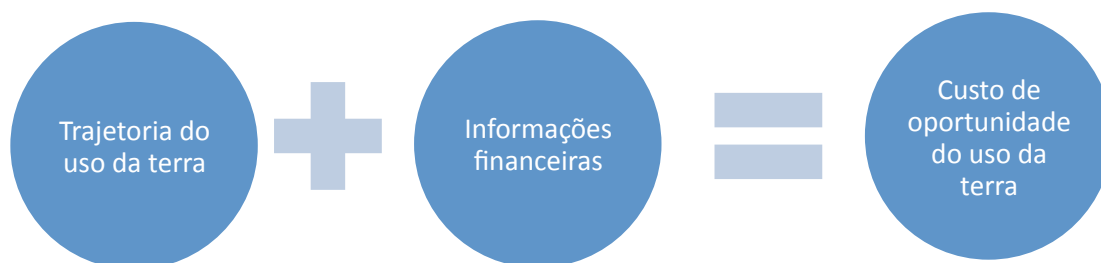 Trajetoria do
uso da terra
Informações
financeiras
Custo de
oportunidade
do uso da
terra